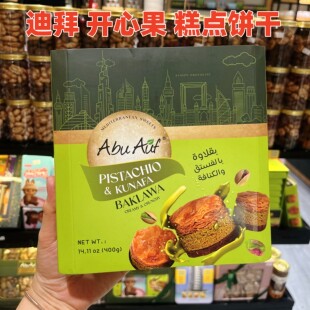 迪拜 开心果 糕点饼干
MEDITERRANEAN SWEETS
Abu Auf
PISTACHIO
& KUNAFA
BAKLAWA
بقلاوة
بالفستق
والكنافة
NET WT.:
14.11 oz (400g)